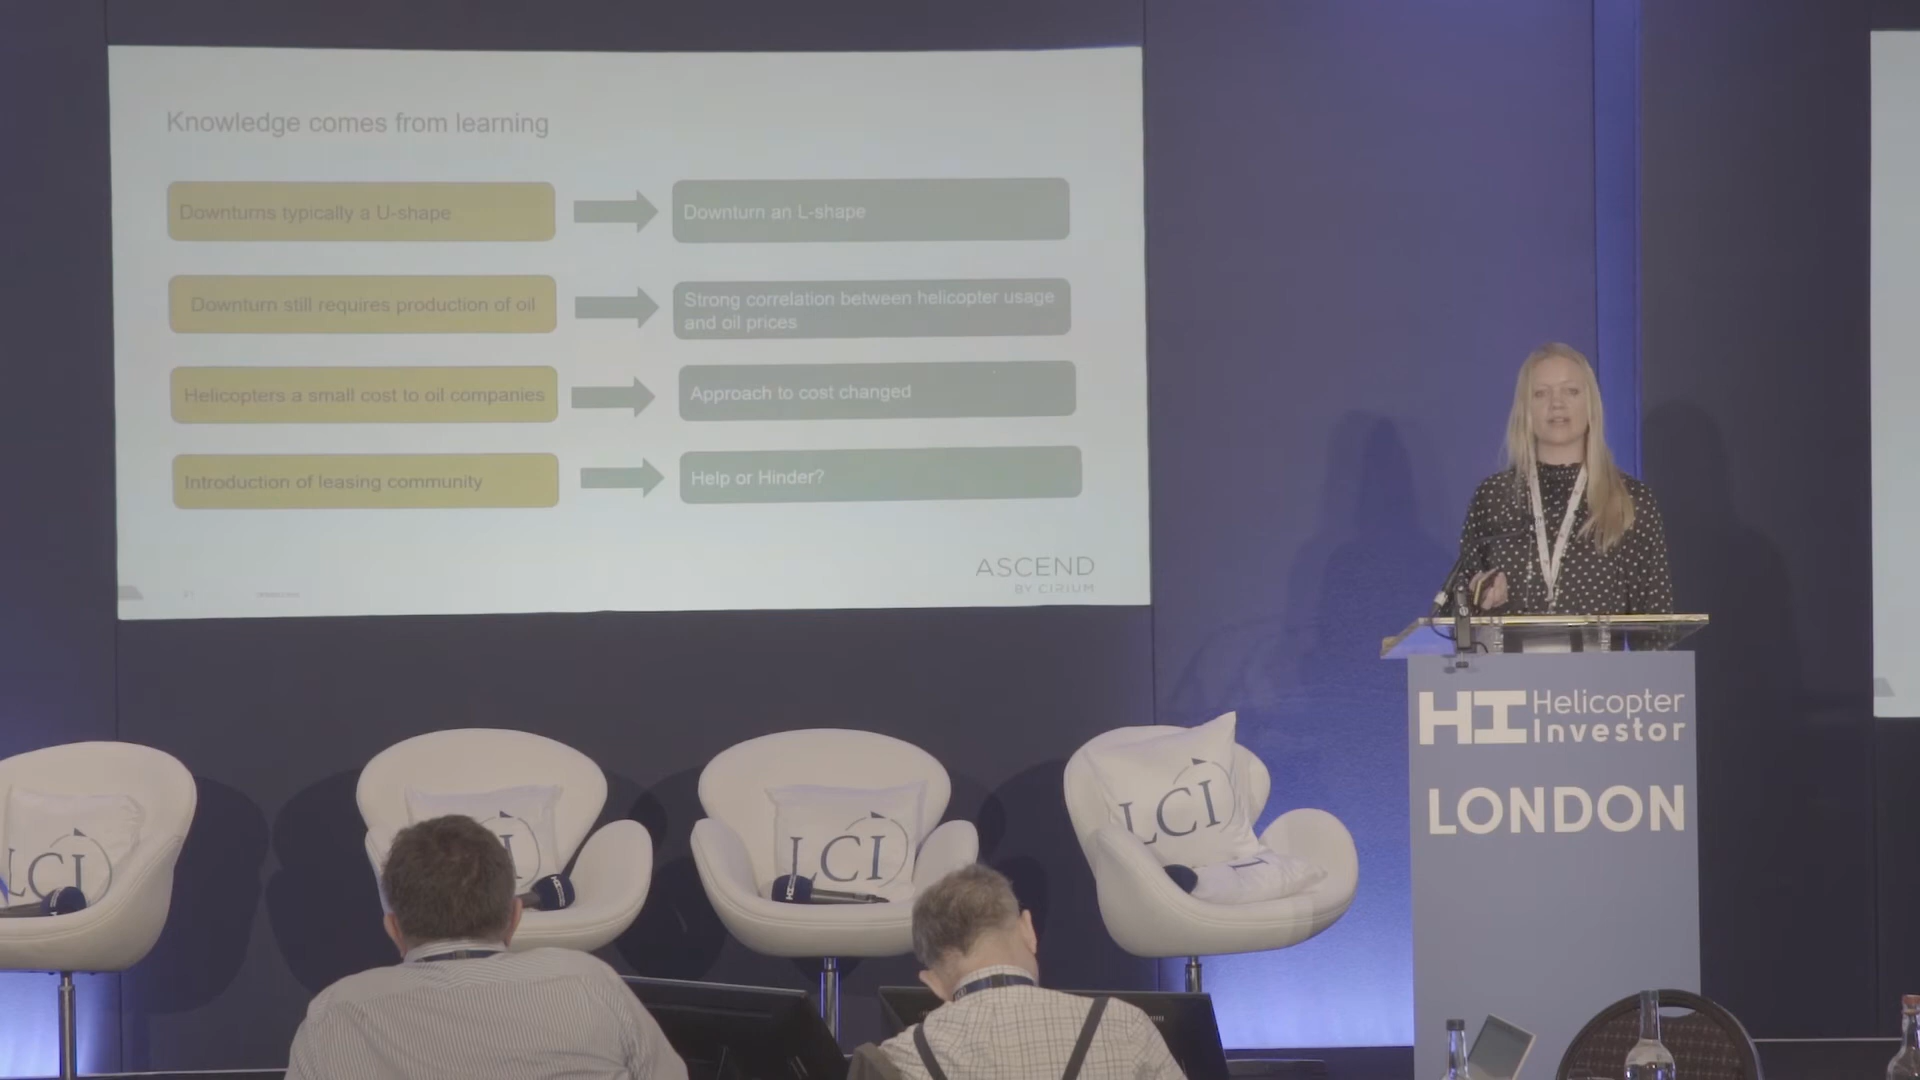 Knowledge comes from learning
Downturns typically a U-shape
Downturn an L-shape
Downturn still requires production of oil
Strong correlation between helicopter usage
and oil prices
Helicopters a small cost to oil companies
Approach to cost changed
Introduction of leasing community
Help or Hinder?
ASCEND
BY CIRIUM
HI Helicopter
Investor
LONDON
LCI
LCI
LCI
HI